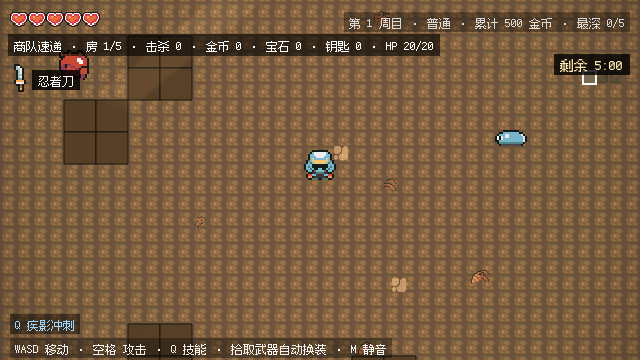 第 1 周目 · 普通 · 累计 500 金币 · 最深 0/5
商队速递 · 房 1/5 · 击杀 0 · 金币 0 · 宝石 0 · 钥匙 0 · HP 20/20
剩余 5:00
忍者刀
Q 疾影冲刺
WASD 移动 · 空格 攻击 · Q 技能 · 拾取武器自动换装 · M 静音